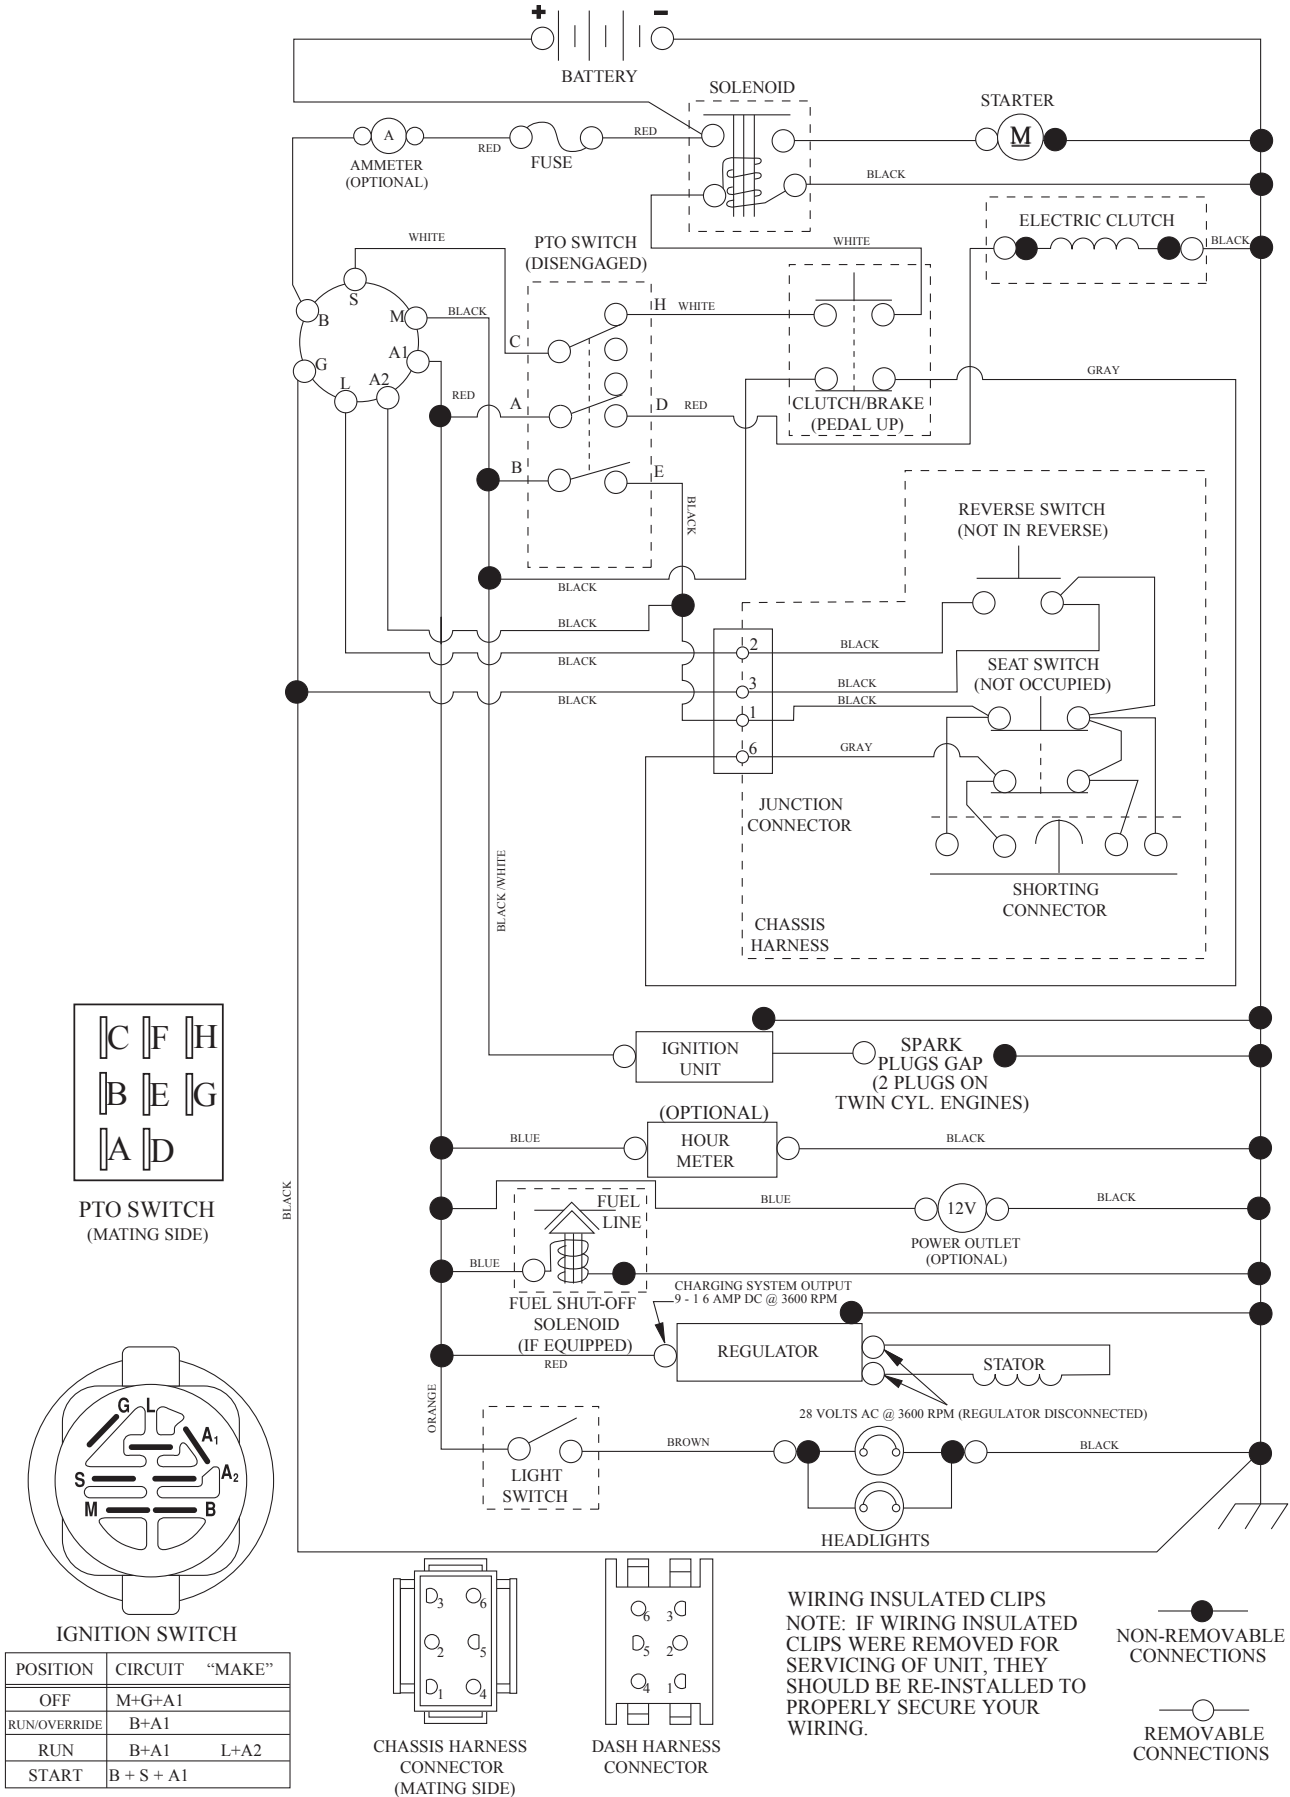 + −
BATTERY
SOLENOID
STARTER
A
M
RED
FUSE
RED
AMMETER
(OPTIONAL)
BLACK
ELECTRIC CLUTCH
BLACK
WHITE
PTO SWITCH
(DISENGAGED)
WHITE
S
B
M
BLACK
G
A1
L
A2
H WHITE
C
RED
A
D RED
B
E
CLUTCH/BRAKE
(PEDAL UP)
GRAY
BLACK
REVERSE SWITCH
(NOT IN REVERSE)
BLACK
BLACK
BLACK
BLACK
2
BLACK
3
BLACK
1
BLACK
6
GRAY
SEAT SWITCH
(NOT OCCUPIED)
JUNCTION
CONNECTOR
SHORTING
CONNECTOR
CHASSIS
HARNESS
BLACK /WHITE
C F H
B E G
A D
PTO SWITCH
(MATING SIDE)
BLACK
IGNITION
UNIT
SPARK
PLUGS GAP
(2 PLUGS ON
TWIN CYL. ENGINES)
(OPTIONAL)
BLUE
HOUR
METER
BLACK
BLUE
12V
BLACK
POWER OUTLET
(OPTIONAL)
FUEL
LINE
BLUE
FUEL SHUT-OFF
SOLENOID
(IF EQUIPPED)
CHARGING SYSTEM OUTPUT
9 - 1 6 AMP DC @ 3600 RPM
RED
REGULATOR
STATOR
28 VOLTS AC @ 3600 RPM (REGULATOR DISCONNECTED)
ORANGE
LIGHT
SWITCH
BROWN
BLACK
HEADLIGHTS
G L
A1
S
A2
M
B
IGNITION SWITCH
POSITION CIRCUIT “MAKE”
OFF M+G+A1
RUN/OVERRIDE B+A1
RUN B+A1 L+A2
START B + S + A1
3 6
2 5
1 4
CHASSIS HARNESS
CONNECTOR
(MATING SIDE)
6 3
5 2
4 1
DASH HARNESS
CONNECTOR
WIRING INSULATED CLIPS
NOTE: IF WIRING INSULATED
CLIPS WERE REMOVED FOR
SERVICING OF UNIT, THEY
SHOULD BE RE-INSTALLED TO
PROPERLY SECURE YOUR
WIRING.
NON-REMOVABLE
CONNECTIONS
REMOVABLE
CONNECTIONS